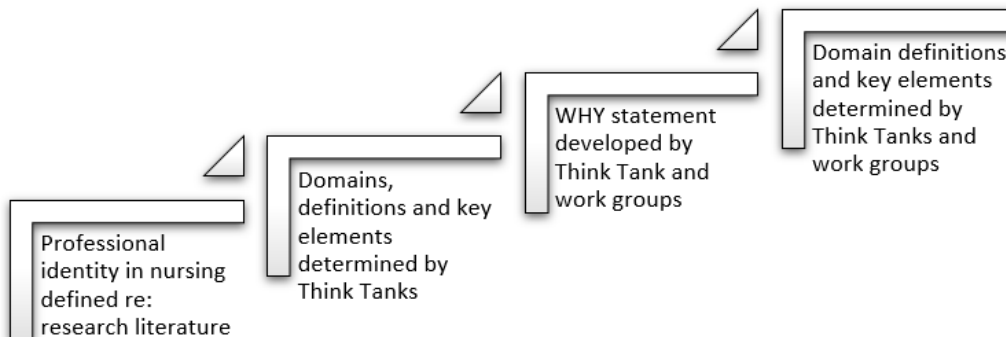 Professional
identity in nursing
defined re:
research literature
Domains,
definitions and key
elements
determined by
Think Tanks
WHY statement
developed by
Think Tank and
work groups
Domain definitions
and key elements
determined by
Think Tanks and
work groups